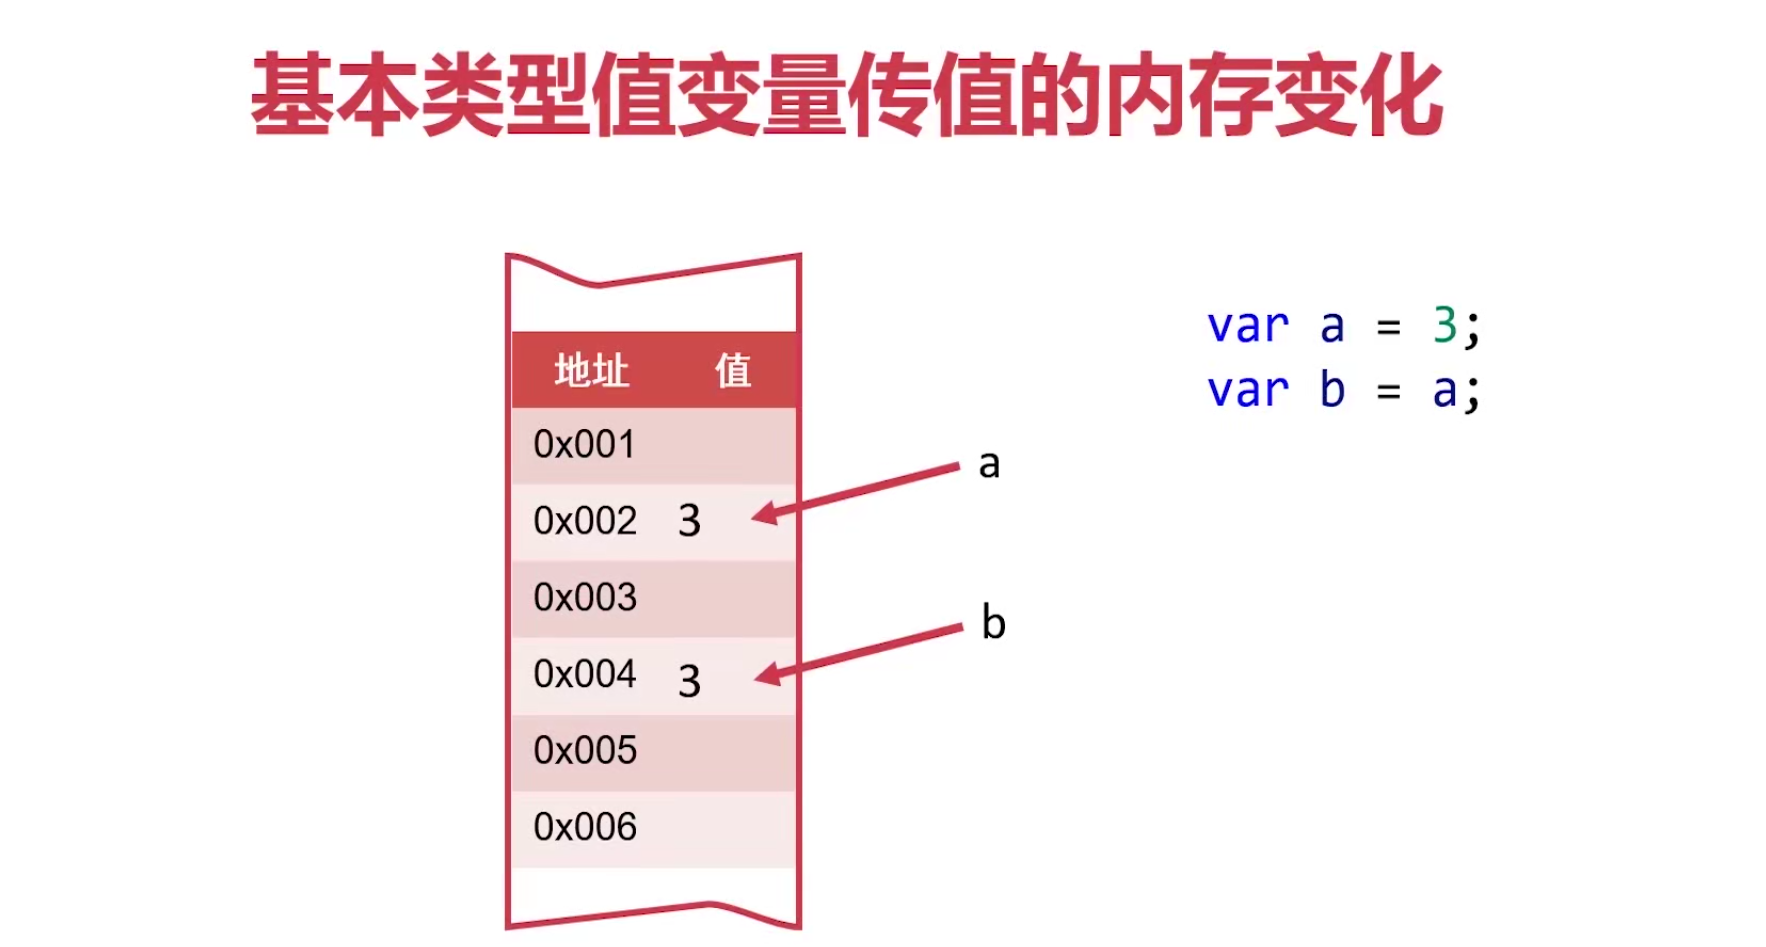 基本类型值变量传值的内存变化
var a = 3;
var b = a;
地址 值
0x001
a
0x002 3
0x003
b
0x004 3
0x005
0x006